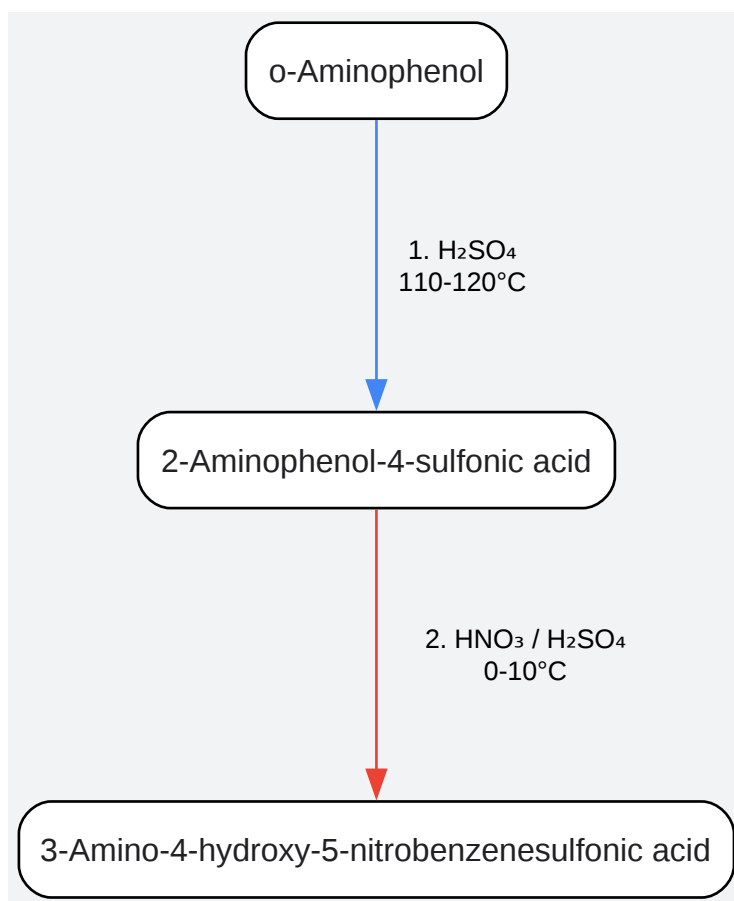 o-Aminophenol
1. H₂SO₄
110-120°C
2-Aminophenol-4-sulfonic acid
2. HNO₃ / H₂SO₄
0-10°C
3-Amino-4-hydroxy-5-nitrobenzenesulfonic acid